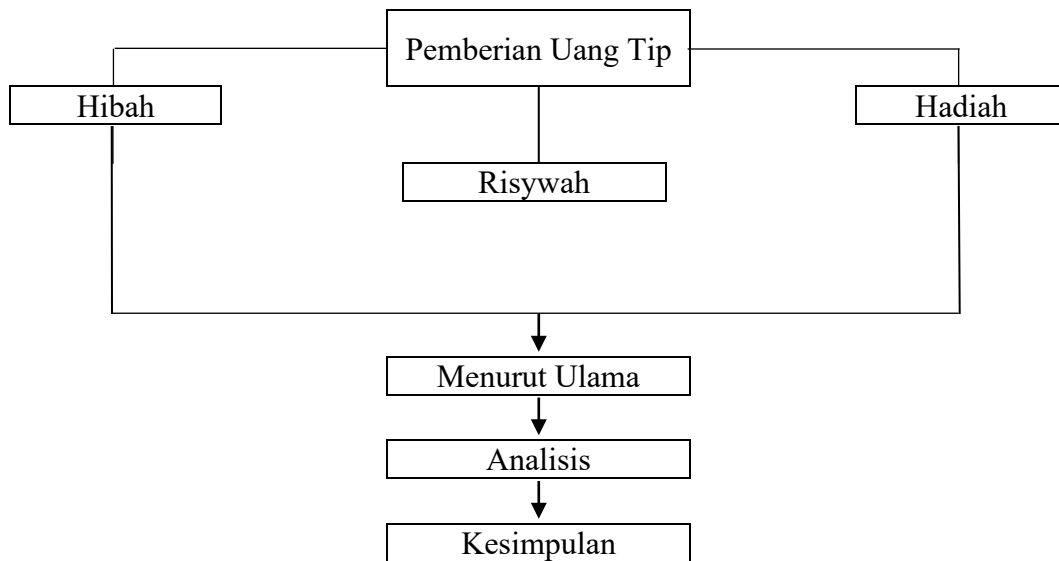 Pemberian Uang Tip
Hibah
Hadiah
Risywah
Menurut Ulama
Analisis
Kesimpulan